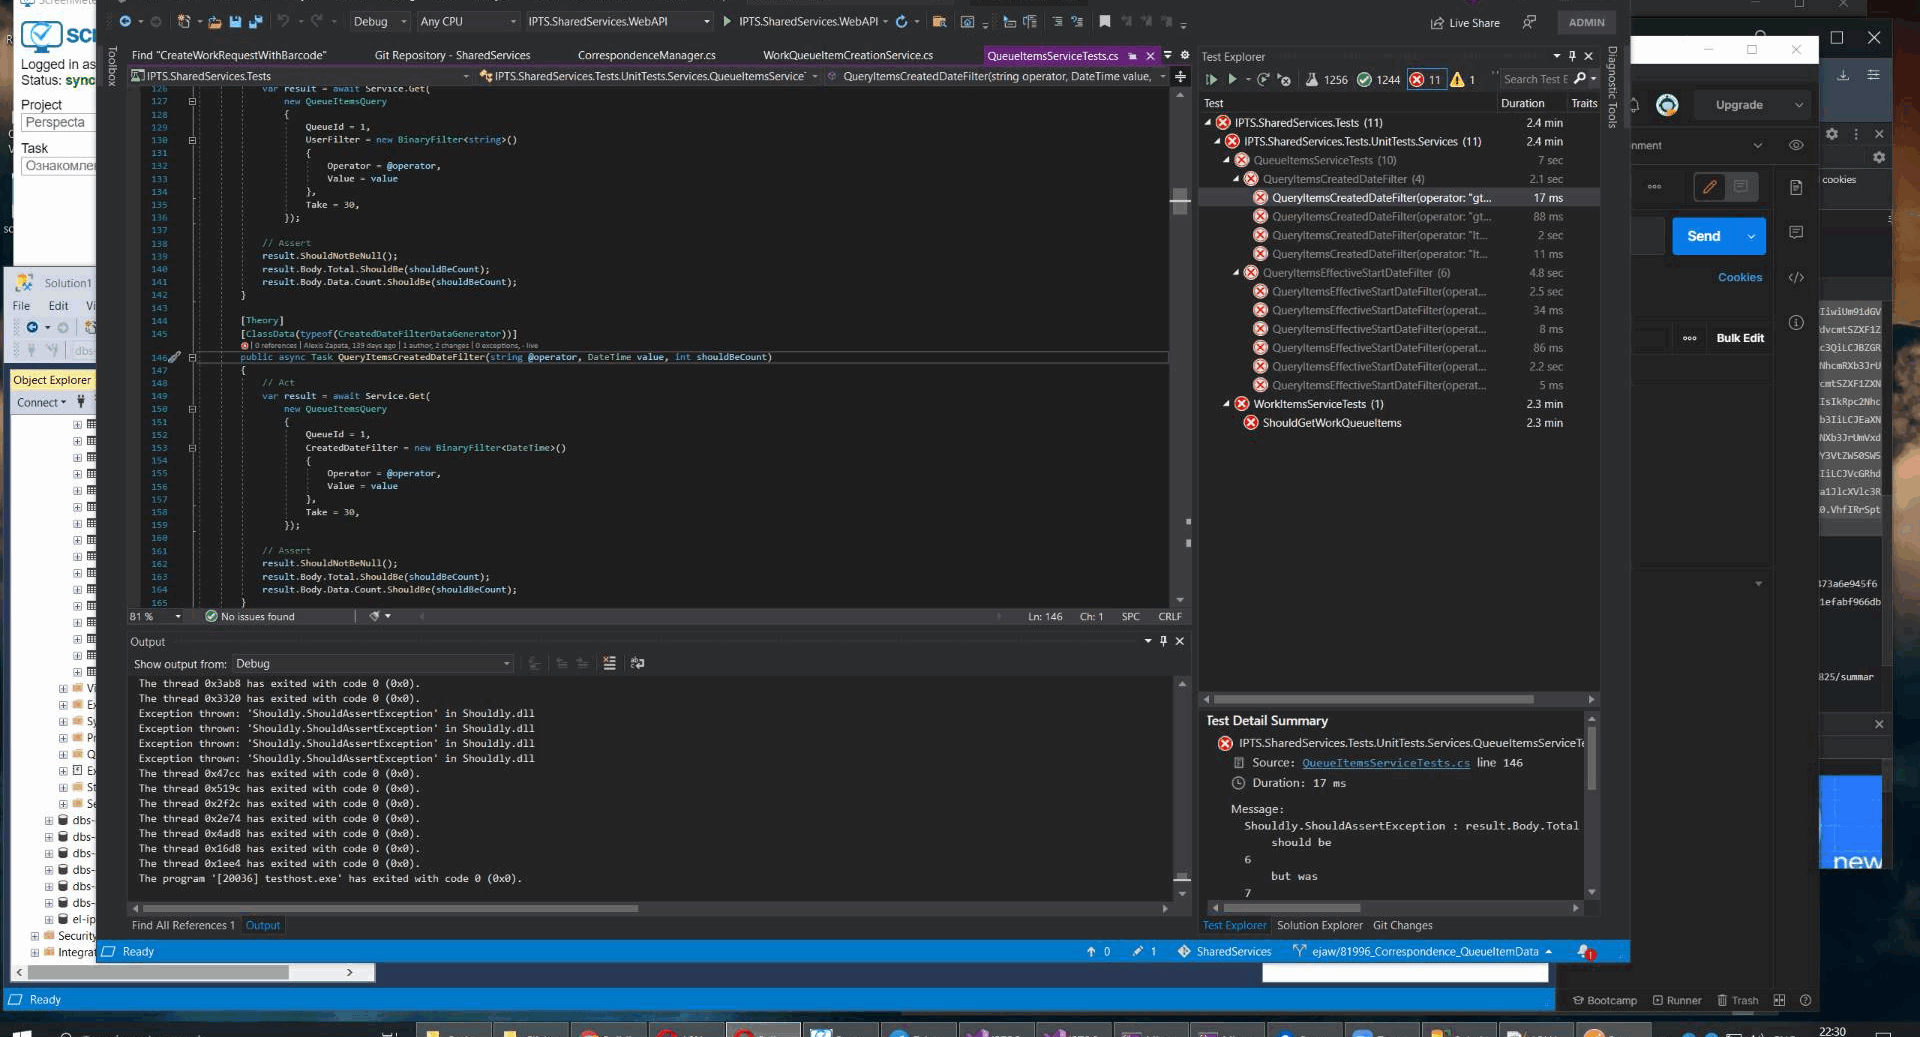 Logged in as
Status: sync
Project
Perspecta
Task
Ознакомле
Solution1
File Edit Vi
Object Explorer
Connect
dbs-
dbs-
dbs-
dbs-
dbs-
dbs-
el-ip
Security
Integrat
Ready
Toolbox
Debug Any CPU IPTS.SharedServices.WebAPI IPTS.SharedServices.WebAPI Live Share ADMIN
Find "CreateWorkRequestWithBarcode" Git Repository - SharedServices CorrespondenceManager.cs WorkQueueItemCreationService.cs QueueItemsServiceTests.cs
IPTS.SharedServices.Tests IPTS.SharedServices.Tests.UnitTests.Services.QueueItemsService QueryItemsCreatedDateFilter(string operator, DateTime value,
126 var result = await Service.Get(
127 new QueueItemsQuery
128 {
129 QueueId = 1,
130 UserFilter = new BinaryFilter<string>()
131 {
132 Operator = @operator,
133 Value = value
134 },
135 Take = 30,
136 });
137
138 // Assert
139 result.ShouldNotBeNull();
140 result.Body.Total.ShouldBe(shouldBeCount);
141 result.Body.Data.Count.ShouldBe(shouldBeCount);
142 }
143
144 [Theory]
145 [ClassData(typeof(CreatedDateFilterDataGenerator))]
0 references | Alexis Zapata, 139 days ago | 1 author, 2 changes | 0 exceptions, - live
146 public async Task QueryItemsCreatedDateFilter(string @operator, DateTime value, int shouldBeCount)
147 {
148 // Act
149 var result = await Service.Get(
150 new QueueItemsQuery
151 {
152 QueueId = 1,
153 CreatedDateFilter = new BinaryFilter<DateTime>()
154 {
155 Operator = @operator,
156 Value = value
157 },
158 Take = 30,
159 });
160
161 // Assert
162 result.ShouldNotBeNull();
163 result.Body.Total.ShouldBe(shouldBeCount);
164 result.Body.Data.Count.ShouldBe(shouldBeCount);
165 }
81 % No issues found Ln: 146 Ch: 1 SPC CRLF
Output
Show output from: Debug
The thread 0x3ab8 has exited with code 0 (0x0).
The thread 0x3320 has exited with code 0 (0x0).
Exception thrown: 'Shouldly.ShouldAssertException' in Shouldly.dll
Exception thrown: 'Shouldly.ShouldAssertException' in Shouldly.dll
Exception thrown: 'Shouldly.ShouldAssertException' in Shouldly.dll
Exception thrown: 'Shouldly.ShouldAssertException' in Shouldly.dll
The thread 0x47cc has exited with code 0 (0x0).
The thread 0x519c has exited with code 0 (0x0).
The thread 0x2f2c has exited with code 0 (0x0).
The thread 0x2e74 has exited with code 0 (0x0).
The thread 0x4ad8 has exited with code 0 (0x0).
The thread 0x16d8 has exited with code 0 (0x0).
The thread 0x1ee4 has exited with code 0 (0x0).
The program '[20036] testhost.exe' has exited with code 0 (0x0).
Find All References 1 Output
Ready 0 1 SharedServices ejaw/81996_Correspondence_QueueItemData
Test Explorer
1256 1244 11 1 Search Test E
Test Duration Traits
IPTS.SharedServices.Tests (11) 2.4 min
IPTS.SharedServices.Tests.UnitTests.Services (11) 2.4 min
QueueItemsServiceTests (10) 7 sec
QueryItemsCreatedDateFilter (4) 2.1 sec
QueryItemsCreatedDateFilter(operator: "gt... 17 ms
QueryItemsCreatedDateFilter(operator: "gt... 88 ms
QueryItemsCreatedDateFilter(operator: "lt... 2 sec
QueryItemsCreatedDateFilter(operator: "lt... 11 ms
QueryItemsEffectiveStartDateFilter (6) 4.8 sec
QueryItemsEffectiveStartDateFilter(operat... 2.5 sec
QueryItemsEffectiveStartDateFilter(operat... 34 ms
QueryItemsEffectiveStartDateFilter(operat... 8 ms
QueryItemsEffectiveStartDateFilter(operat... 86 ms
QueryItemsEffectiveStartDateFilter(operat... 2.2 sec
QueryItemsEffectiveStartDateFilter(operat... 5 ms
WorkItemsServiceTests (1) 2.3 min
ShouldGetWorkQueueItems 2.3 min
Test Detail Summary
IPTS.SharedServices.Tests.UnitTests.Services.QueueItemsServiceTe
Source: QueueItemsServiceTests.cs line 146
Duration: 17 ms
Message:
Shouldly.ShouldAssertException : result.Body.Total
should be
6
but was
7
Test Explorer Solution Explorer Git Changes
Diagnostic Tools
Upgrade
nment
cookies
Send
Cookies
Bulk Edit
473a6e945f6
1efabf966db
825/summar
new
Bootcamp Runner Trash
22:30